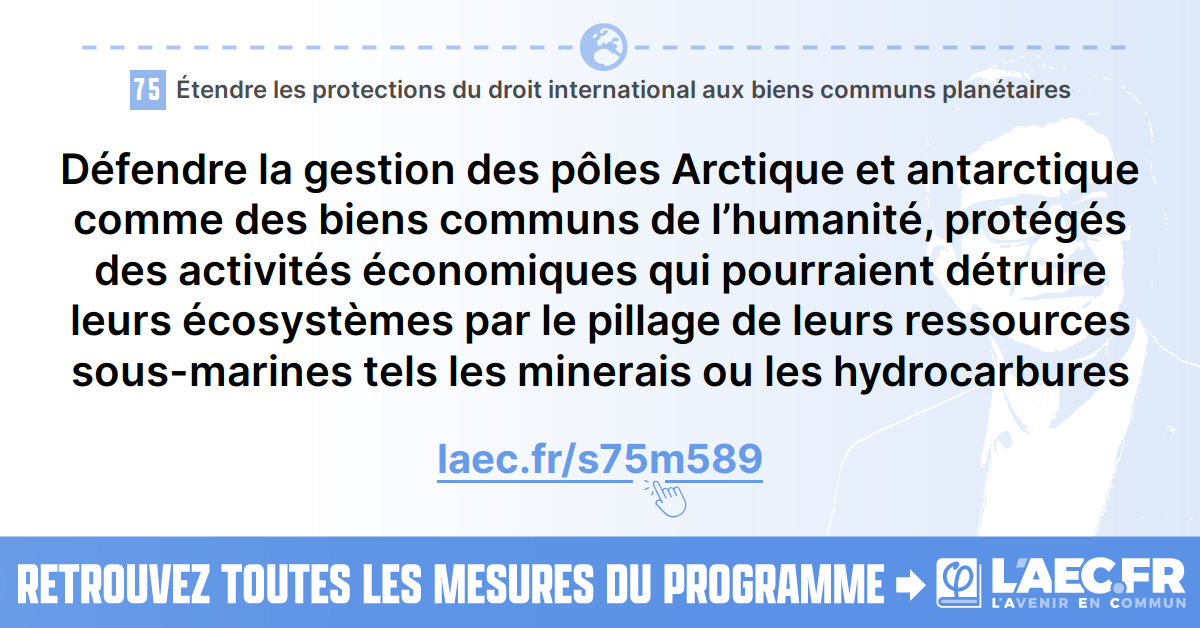 75 Étendre les protections du droit international aux biens communs planétaires
Défendre la gestion des pôles Arctique et antarctique
comme des biens communs de l’humanité, protégés
des activités économiques qui pourraient détruire
leurs écosystèmes par le pillage de leurs ressources
sous-marines tels les minerais ou les hydrocarbures
laec.fr/s75m589
RETROUVEZ TOUTES LES MESURES DU PROGRAMME
L'AEC.FR
L'AVENIR EN COMMUN